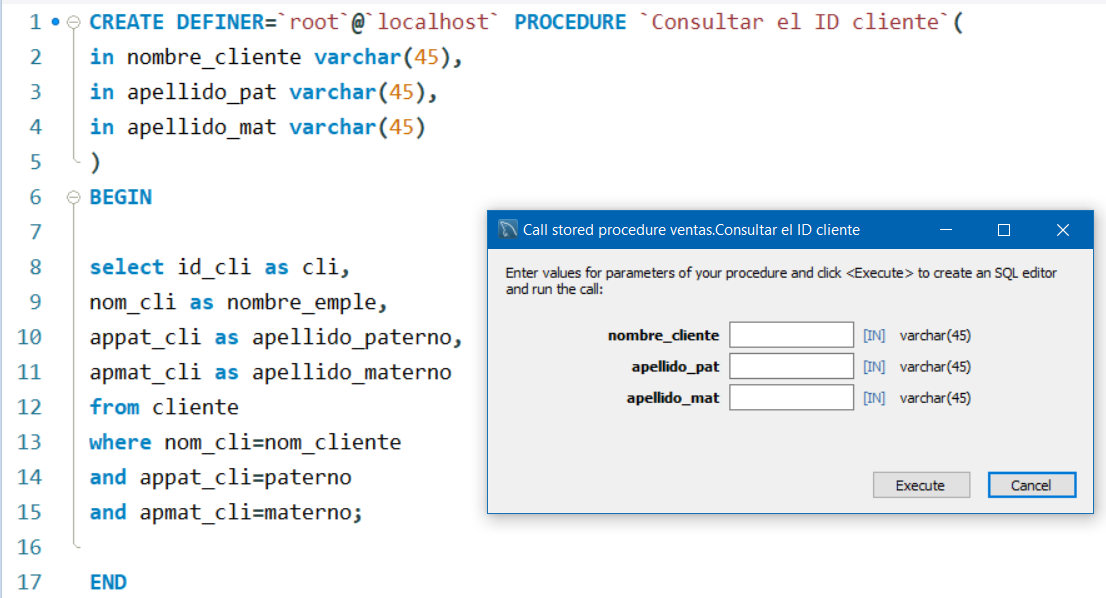 1 CREATE DEFINER=`root`@`localhost` PROCEDURE `Consultar el ID cliente`(
2 in nombre_cliente varchar(45),
3 in apellido_pat varchar(45),
4 in apellido_mat varchar(45)
5 )
6 BEGIN
7
8 select id_cli as cli,
9 nom_cli as nombre_emple,
10 appat_cli as apellido_paterno,
11 apmat_cli as apellido_materno
12 from cliente
13 where nom_cli=nom_cliente
14 and appat_cli=paterno
15 and apmat_cli=materno;
16
17 END
Call stored procedure ventas.Consultar el ID cliente
Enter values for parameters of your procedure and click <Execute> to create an SQL editor
and run the call:
nombre_cliente [IN] varchar(45)
apellido_pat [IN] varchar(45)
apellido_mat [IN] varchar(45)
Execute Cancel